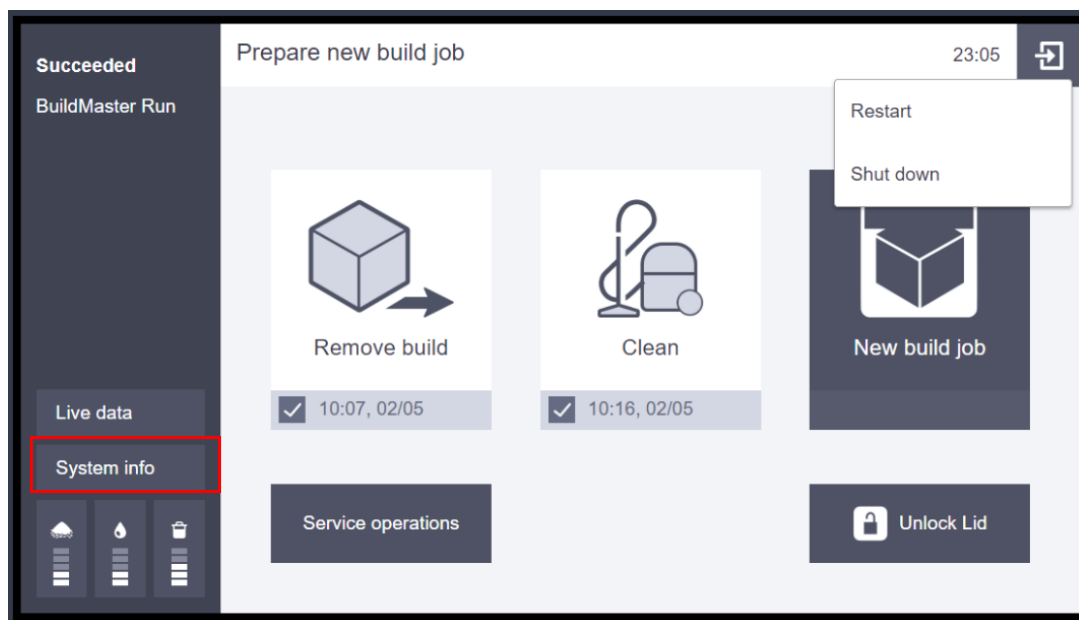 Succeeded
BuildMaster Run
Live data
System info
Prepare new build job
23:05
Restart
Shut down
Remove build
10:07, 02/05
Clean
10:16, 02/05
New build job
Service operations
Unlock Lid